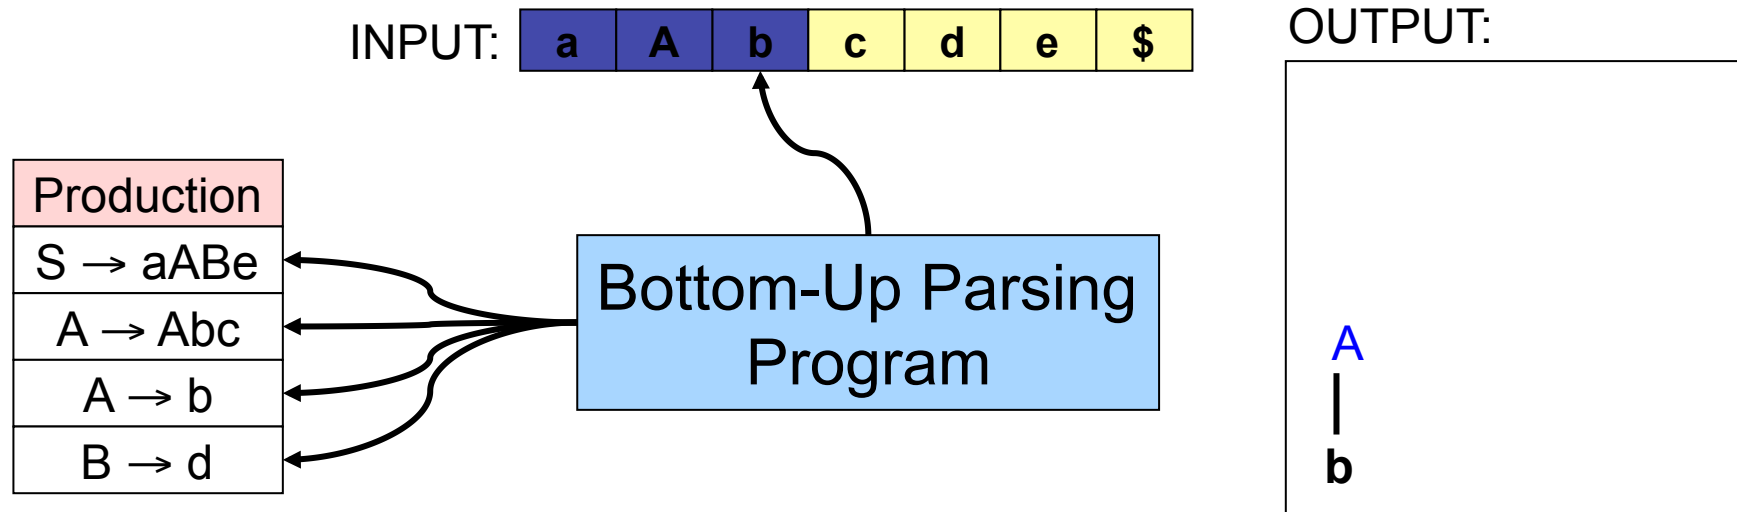 INPUT: a A b c d e $
OUTPUT:
Production
S → aABe
A → Abc
A → b
B → d
Bottom-Up Parsing
Program
A
b